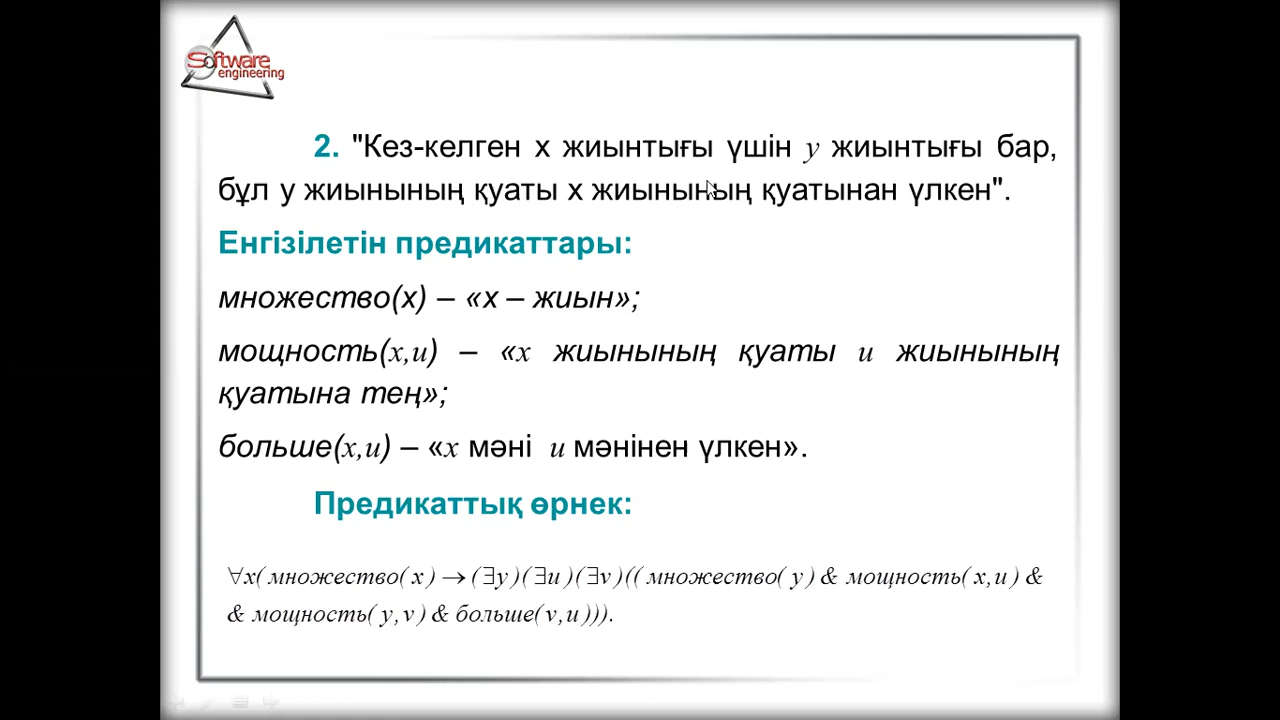 Software
engineering
2. "Кез-келген х жиынтығы үшін y жиынтығы бар,
бұл у жиынының қуаты х жиынының қуатынан үлкен".
Енгізілетін предикаттары:
множество(х) – «х – жиын»;
мощность(x,u) – «x жиынының қуаты u жиынының
қуатына тең»;
больше(x,u) – «x мәні u мәнінен үлкен».
Предикаттық өрнек:
∀x(множество(x)→(∃y)(∃u)(∃v)((множество(y)&мощность(x,u)&
&мощность(y,v)&больше(v,u))).